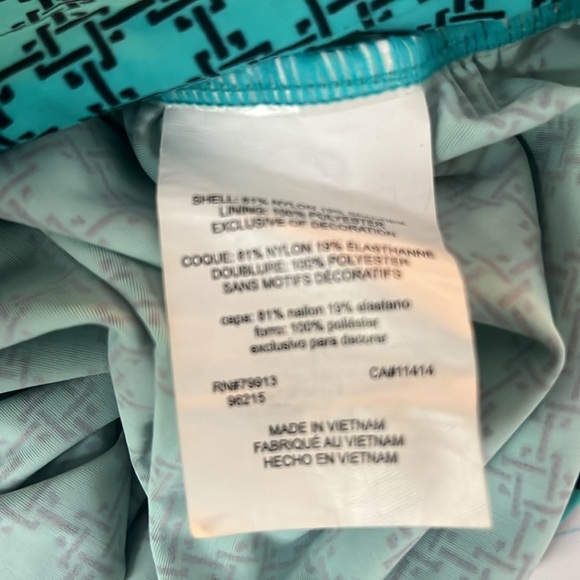 SHELL: 81% NYLON 19% SPANDEX
LINING: 100% POLYESTER
EXCLUSIVE OF DECORATION
COQUE: 81% NYLON 19% ÉLASTHANNE
DOUBLURE: 100% POLYESTER
SANS MOTIFS DÉCORATIFS
capa: 81% nailon 19% elastano
forro: 100% poliéster
exclusivo para decorar
RN#79913 CA#11414
96215
MADE IN VIETNAM
FABRIQUÉ AU VIETNAM
HECHO EN VIETNAM